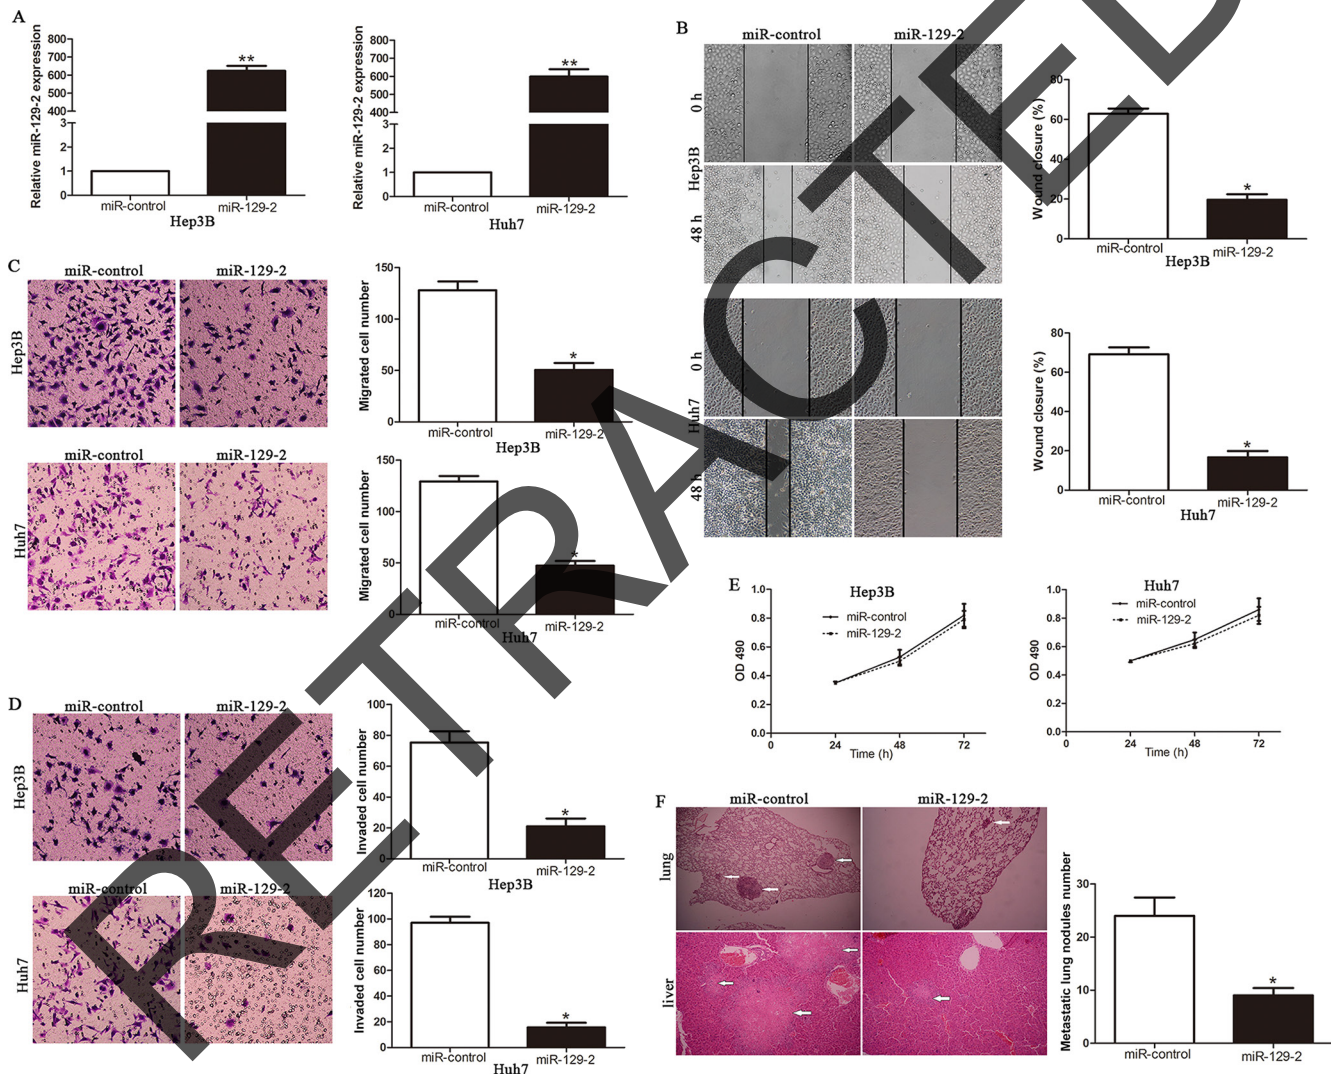 A
Relative miR-129-2 expression
800
700
600
500
400
3
2
1
0
**
miR-control
miR-129-2
Hep3B
Relative miR-129-2 expression
800
700
600
500
400
3
2
1
0
**
miR-control
miR-129-2
Huh7
B
miR-control
miR-129-2
0 h
Hep3B
48 h
0 h
Huh7
48 h
Wound closure (%)
80
60
40
20
0
*
miR-control
miR-129-2
Hep3B
Wound closure (%)
80
60
40
20
0
*
miR-control
miR-129-2
Huh7
C
miR-control
miR-129-2
Hep3B
miR-control
miR-129-2
Huh7
Migrated cell number
150
100
50
0
*
miR-control
miR-129-2
Hep3B
Migrated cell number
150
100
50
0
*
miR-control
miR-129-2
Huh7
D
miR-control
miR-129-2
Hep3B
miR-control
miR-129-2
Huh7
Invaded cell number
100
80
60
40
20
0
*
miR-control
miR-129-2
Hep3B
Invaded cell number
120
100
80
60
40
20
0
*
miR-control
miR-129-2
Huh7
E
Hep3B
miR-control
miR-129-2
OD 490
1.0
0.8
0.6
0.4
0.2
0.0
0
24
48
72
Time (h)
Huh7
miR-control
miR-129-2
OD 490
1.0
0.8
0.6
0.4
0.2
0.0
0
24
48
72
Time (h)
F
miR-control
miR-129-2
lung
liver
Metastatic lung nodules number
30
20
10
0
*
miR-control
miR-129-2
RETRACTED